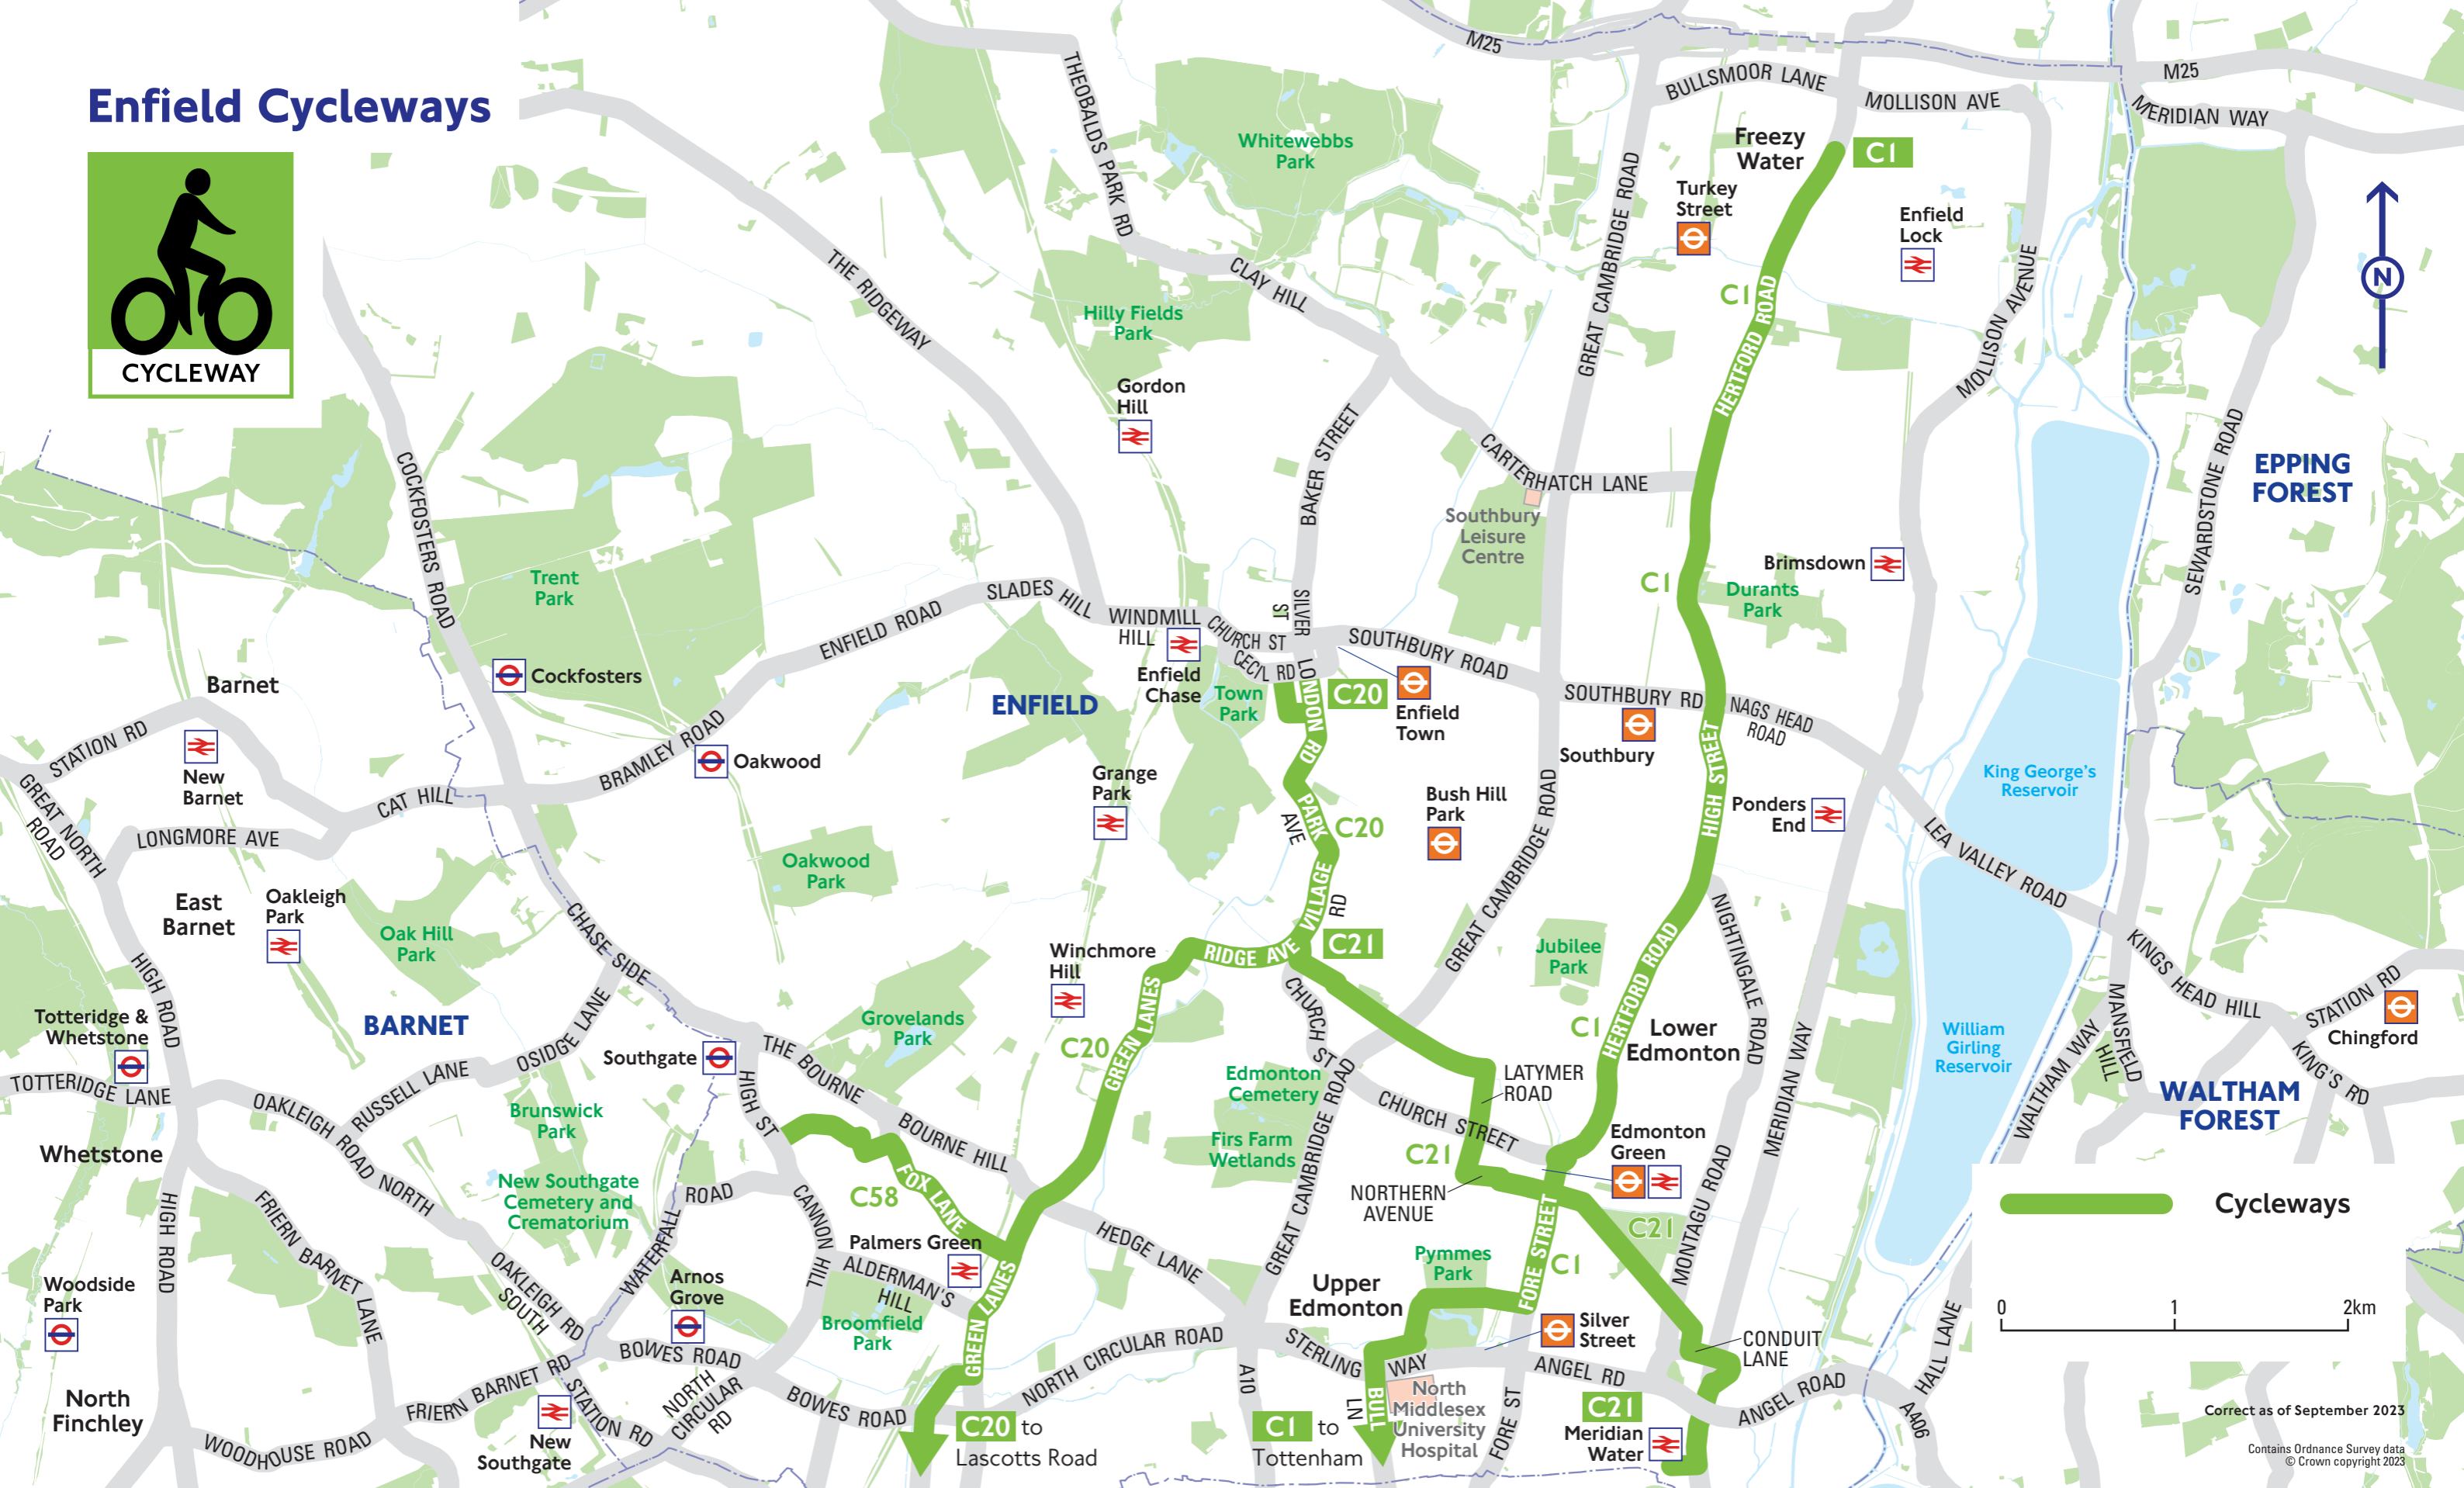 Enfield Cycleways
CYCLEWAY
M25
M25
BULLSMOOR LANE
MOLLISON AVE
MERIDIAN WAY
THEOBALDS PARK RD
Whitewebbs
Park
Freezy
Water
C1
Turkey
Street
Enfield
Lock
N
GREAT CAMBRIDGE ROAD
THE RIDGEWAY
CLAY HILL
C1
HERTFORD ROAD
MOLLISON AVENUE
Hilly Fields
Park
Gordon
Hill
BAKER STREET
CARTERHATCH LANE
COCKFOSTERS ROAD
SEWARDSTONE ROAD
EPPING
FOREST
Southbury
Leisure
Centre
Brimsdown
Trent
Park
C1
Durants
Park
SLADES HILL
WINDMILL
HILL
CHURCH ST
SILVER
ST
CECIL RD
SOUTHBURY ROAD
ENFIELD ROAD
Enfield
Chase
Cockfosters
Barnet
ENFIELD
Town
Park
LONDON RD
C20
Enfield
Town
SOUTHBURY RD
NAGS HEAD
ROAD
Southbury
STATION RD
New
Barnet
BRAMLEY ROAD
Oakwood
HIGH STREET
King George's
Reservoir
GREAT NORTH
ROAD
CAT HILL
LONGMORE AVE
Grange
Park
PARK
AVE
C20
Bush Hill
Park
GREAT CAMBRIDGE ROAD
Ponders
End
LEA VALLEY ROAD
Oakwood
Park
East
Barnet
Oakleigh
Park
Oak Hill
Park
CHASE SIDE
VILLAGE
RD
NIGHTINGALE ROAD
HIGH ROAD
Winchmore
Hill
RIDGE AVE
C21
Jubilee
Park
HERTFORD ROAD
KINGS HEAD HILL
STATION RD
Chingford
Totteridge &
Whetstone
BARNET
OSIDGE LANE
Grovelands
Park
C20
GREEN LANES
CHURCH ST
C1
Lower
Edmonton
MERIDIAN WAY
William
Girling
Reservoir
WALTHAM WAY
MANSFIELD
HILL
KING'S RD
WALTHAM
FOREST
Southgate
THE BOURNE
TOTTERIDGE LANE
RUSSELL LANE
OAKLEIGH ROAD NORTH
HIGH ST
Edmonton
Cemetery
LATYMER
ROAD
CHURCH STREET
Brunswick
Park
BOURNE HILL
Firs Farm
Wetlands
C21
Edmonton
Green
Whetstone
FOX LANE
C58
New Southgate
Cemetery and
Crematorium
WATERFALL ROAD
CANNON HILL
GREAT CAMBRIDGE ROAD
NORTHERN
AVENUE
HIGH ROAD
FRIERN BARNET LANE
HEDGE LANE
FORE STREET
C1
C21
MONTAGU ROAD
Cycleways
Palmers Green
Pymmes
Park
Woodside
Park
OAKLEIGH RD
SOUTH
Arnos
Grove
ALDERMAN'S
HILL
GREEN LANES
Upper
Edmonton
0
1
2km
Broomfield
Park
Silver
Street
CONDUIT
LANE
BOWES ROAD
NORTH CIRCULAR ROAD
STERLING WAY
ANGEL RD
HALL LANE
North
Finchley
FRIERN BARNET RD
STATION RD
NORTH
CIRCULAR
RD
BOWES ROAD
A10
BULL
LN
North
Middlesex
University
Hospital
FORE ST
C21
ANGEL ROAD
A406
Correct as of September 2023
WOODHOUSE ROAD
New
Southgate
C20 to
Lascotts Road
C1 to
Tottenham
Meridian
Water
Contains Ordnance Survey data
© Crown copyright 2023